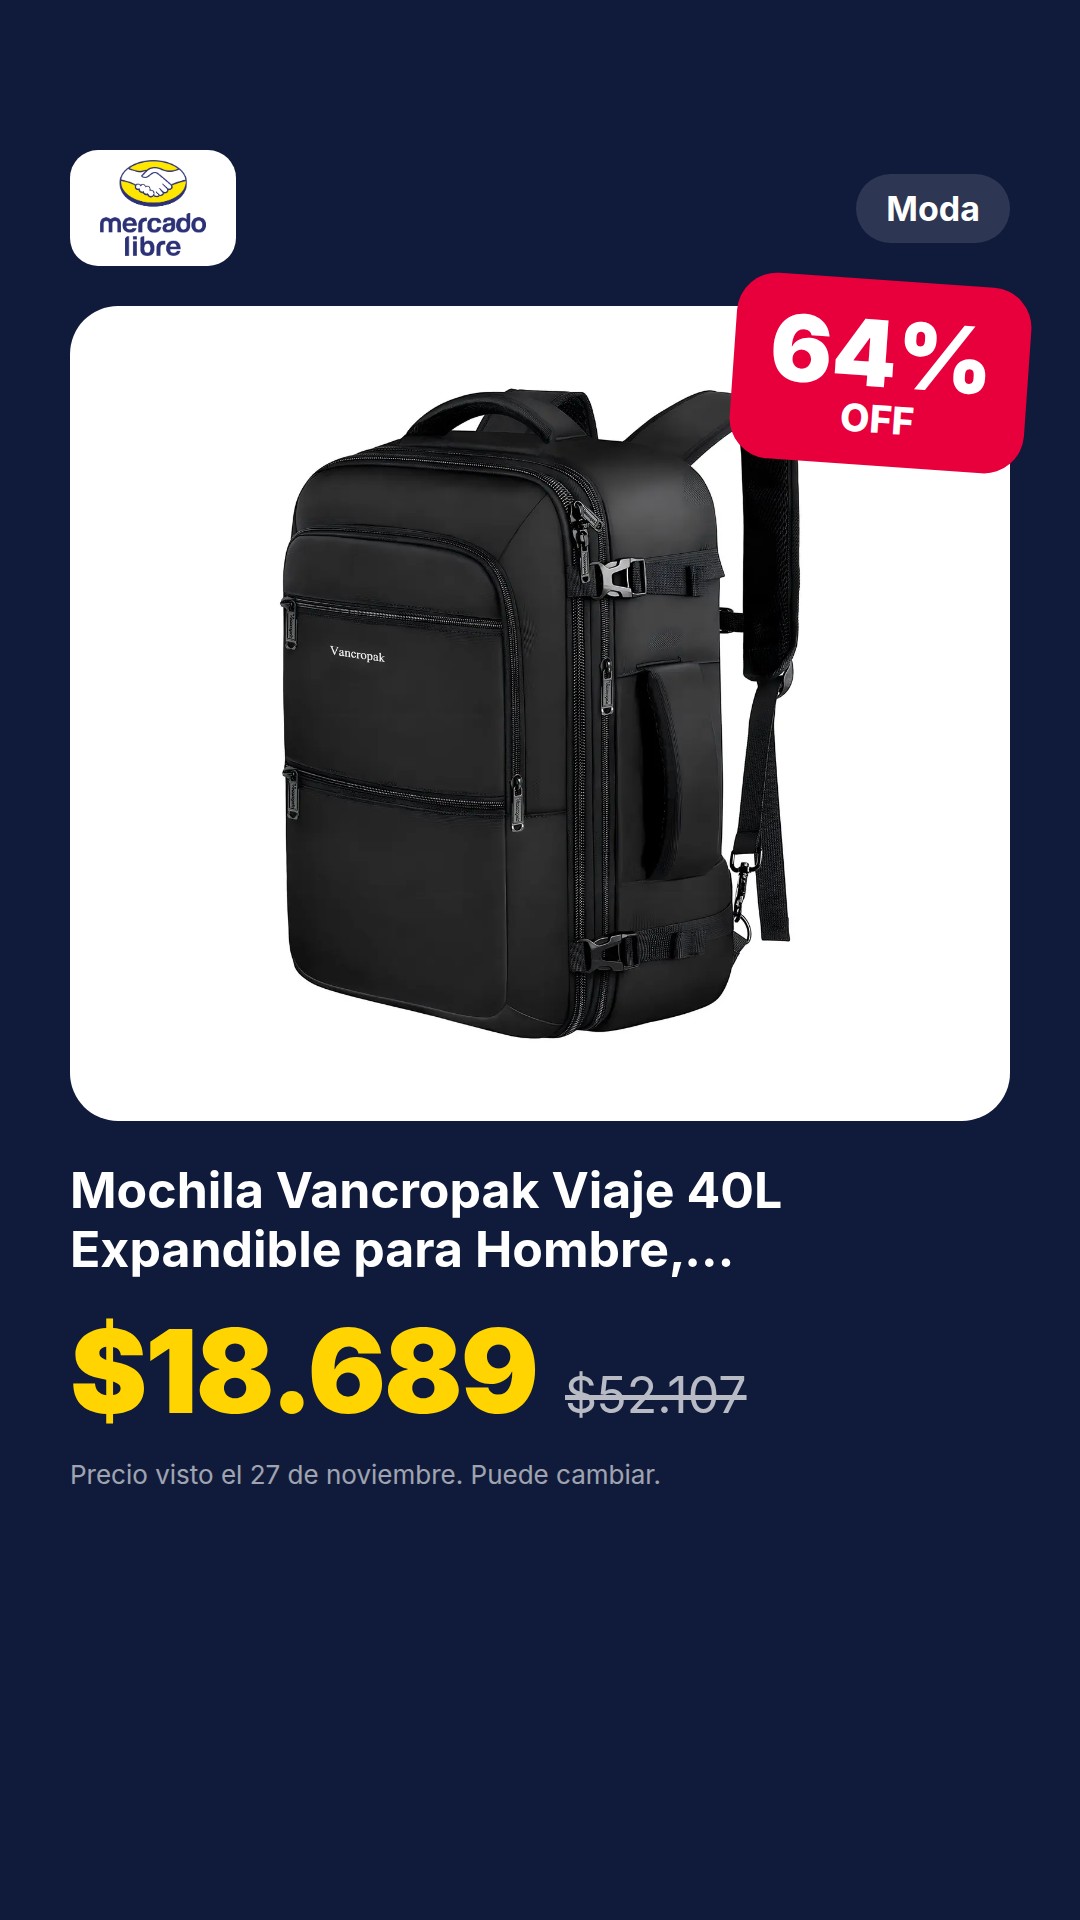 mercado
libre
Moda
64%
OFF
Vancropak
Mochila Vancropak Viaje 40L
Expandible para Hombre,...
$18.689 $52.107
Precio visto el 27 de noviembre. Puede cambiar.